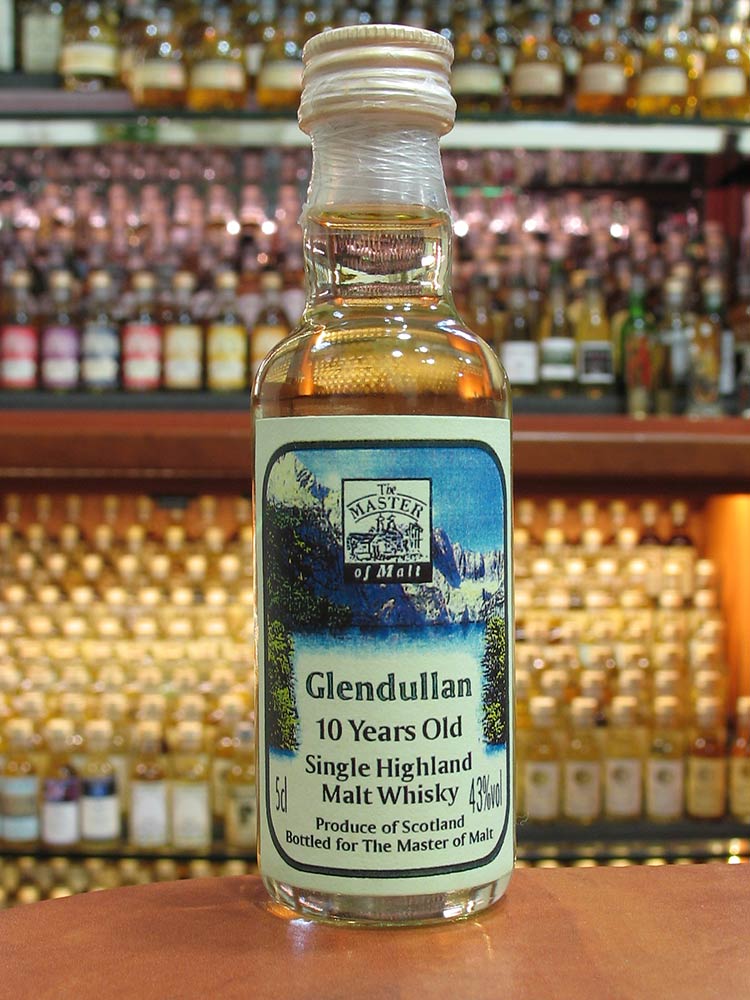 The
MASTER
of Malt
Glendullan
10 Years Old
Single Highland
Malt Whisky
5cl
43%vol
Produce of Scotland
Bottled for The Master of Malt